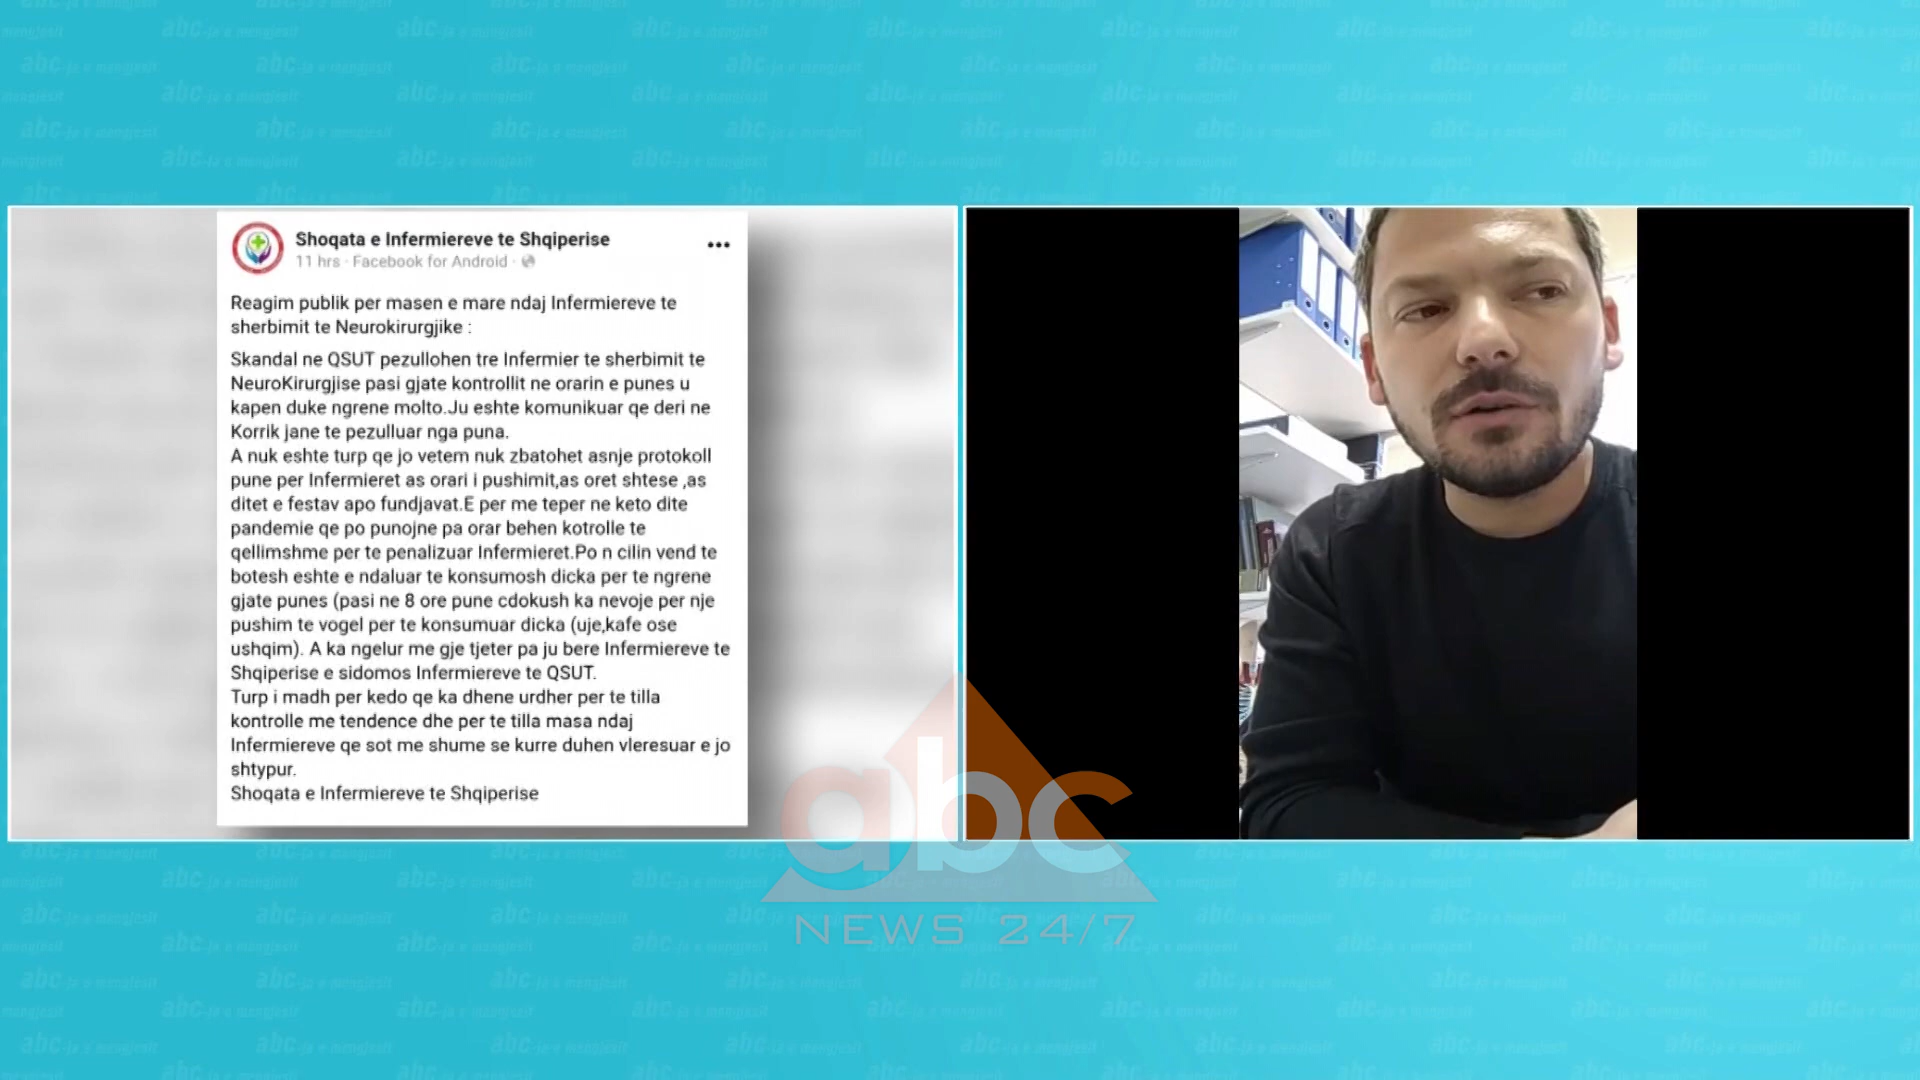 Shoqata e Infermiereve te Shqiperise
11 hrs · Facebook for Android ·
Reagim publik per masen e mare ndaj Infermiereve te
sherbimit te Neurokirurgjike :
Skandal ne QSUT pezullohen tre Infermier te sherbimit te
NeuroKirurgjise pasi gjate kontrollit ne orarin e punes u
kapen duke ngrene molto.Ju eshte komunikuar qe deri ne
Korrik jane te pezulluar nga puna.
A nuk eshte turp qe jo vetem nuk zbatohet asnje protokoll
pune per Infermieret as orari i pushimit,as oret shtese ,as
ditet e festav apo fundjavat.E per me teper ne keto dite
pandemie qe po punojne pa orar behen kotrolle te
qellimshme per te penalizuar Infermieret.Po n cilin vend te
botesh eshte e ndaluar te konsumosh dicka per te ngrene
gjate punes (pasi ne 8 ore pune cdokush ka nevoje per nje
pushim te vogel per te konsumuar dicka (uje,kafe ose
ushqim). A ka ngelur me gje tjeter pa ju bere Infermiereve te
Shqiperise e sidomos Infermiereve te QSUT.
Turp i madh per kedo qe ka dhene urdher per te tilla
kontrolle me tendence dhe per te tilla masa ndaj
Infermiereve qe sot me shume se kurre duhen vleresuar e jo
shtypur.
Shoqata e Infermiereve te Shqiperise
abc
NEWS 24/7
abc-ja e mengjesit